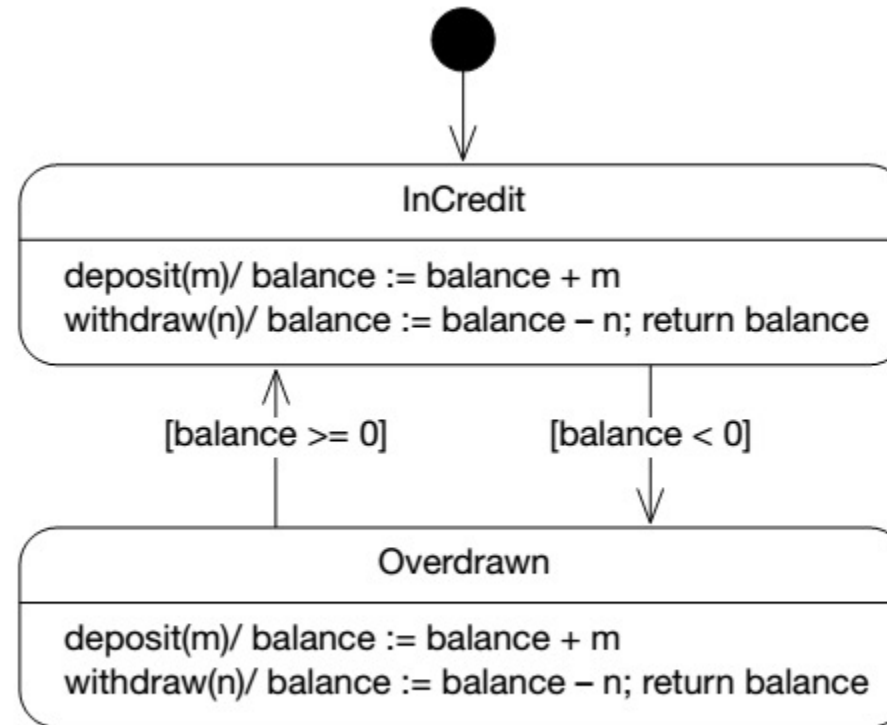 InCredit
deposit(m)/ balance := balance + m
withdraw(n)/ balance := balance – n; return balance
[balance >= 0] [balance < 0]
Overdrawn
deposit(m)/ balance := balance + m
withdraw(n)/ balance := balance – n; return balance